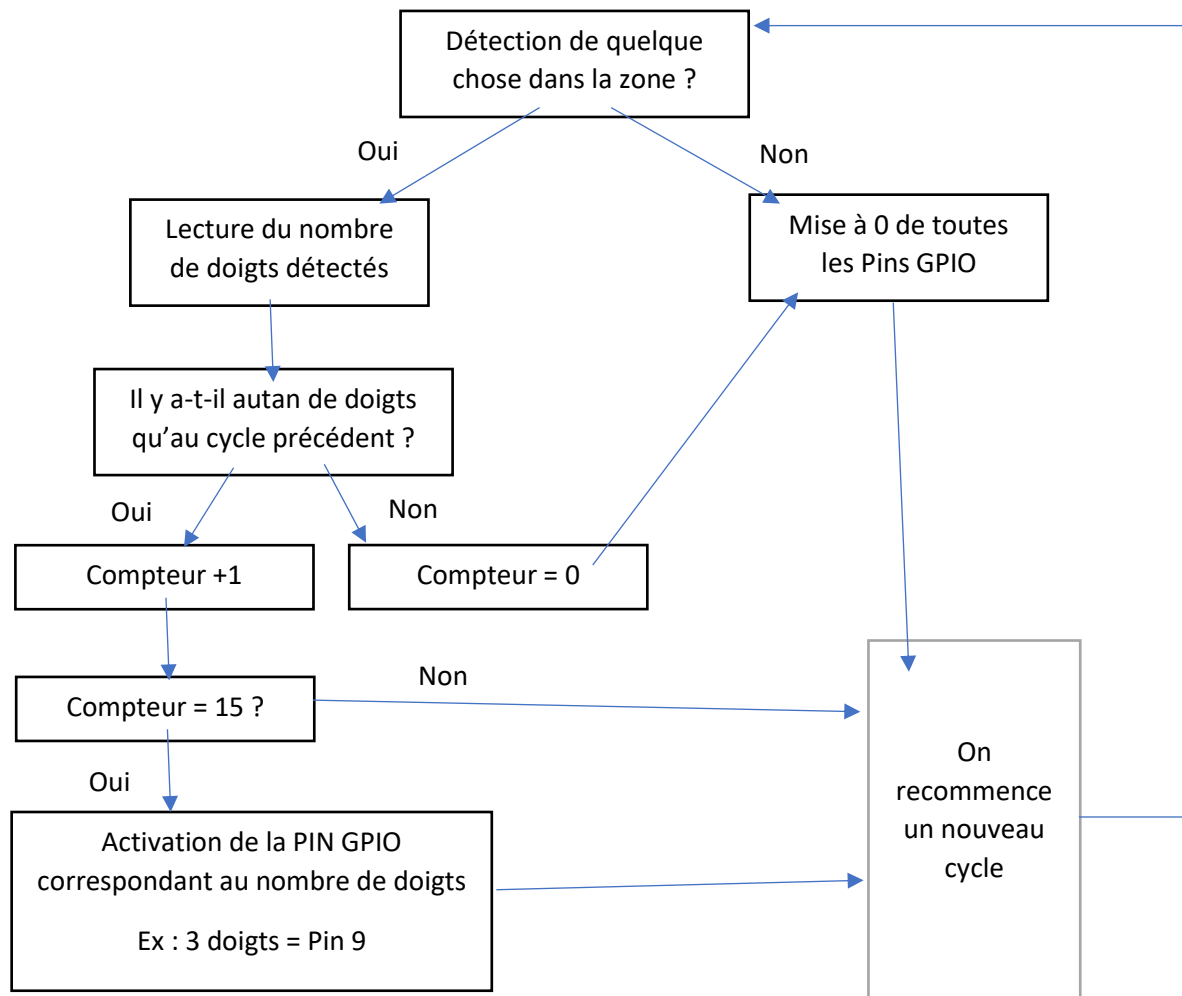 Détection de quelque
chose dans la zone ?
Oui
Non
Lecture du nombre
de doigts détectés
Mise à 0 de toutes
les Pins GPIO
Il y a-t-il autan de doigts
qu’au cycle précédent ?
Oui
Non
Compteur +1
Compteur = 0
Compteur = 15 ?
Non
Oui
Activation de la PIN GPIO
correspondant au nombre de doigts
Ex : 3 doigts = Pin 9
On
recommence
un nouveau
cycle